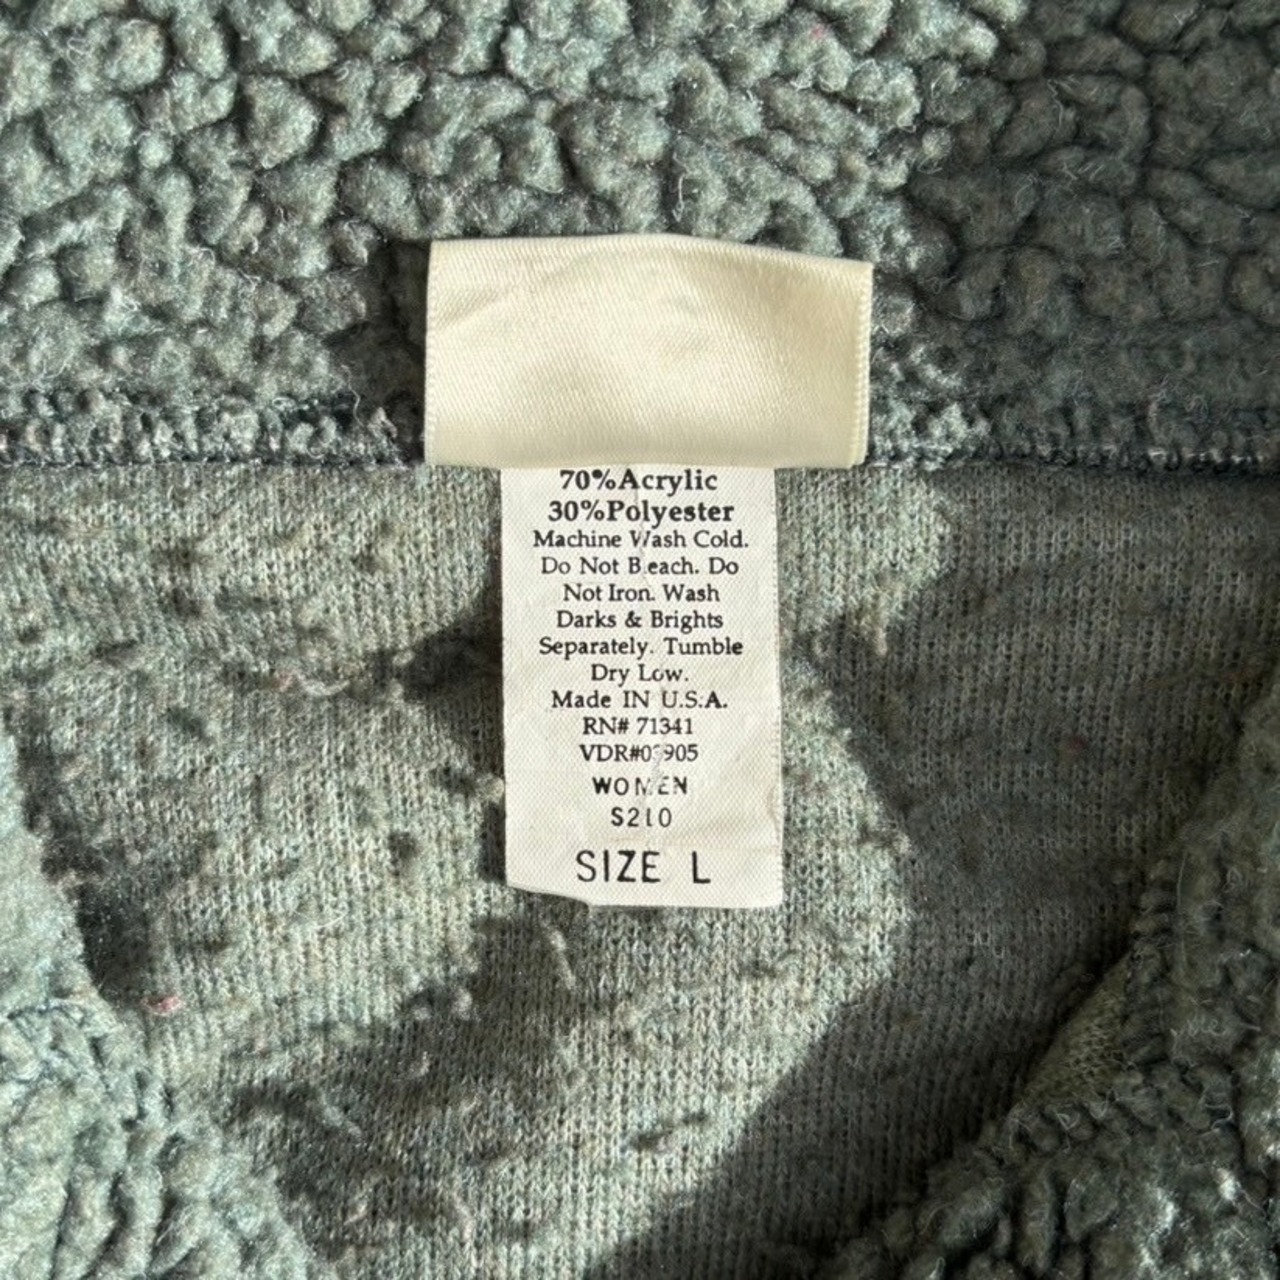 70%Acrylic
30%Polyester
Machine Wash Cold.
Do Not Bleach. Do
Not Iron. Wash
Darks & Brights
Separately. Tumble
Dry Low.
Made IN U.S.A.
RN# 71341
WOMEN
S210
SIZE L